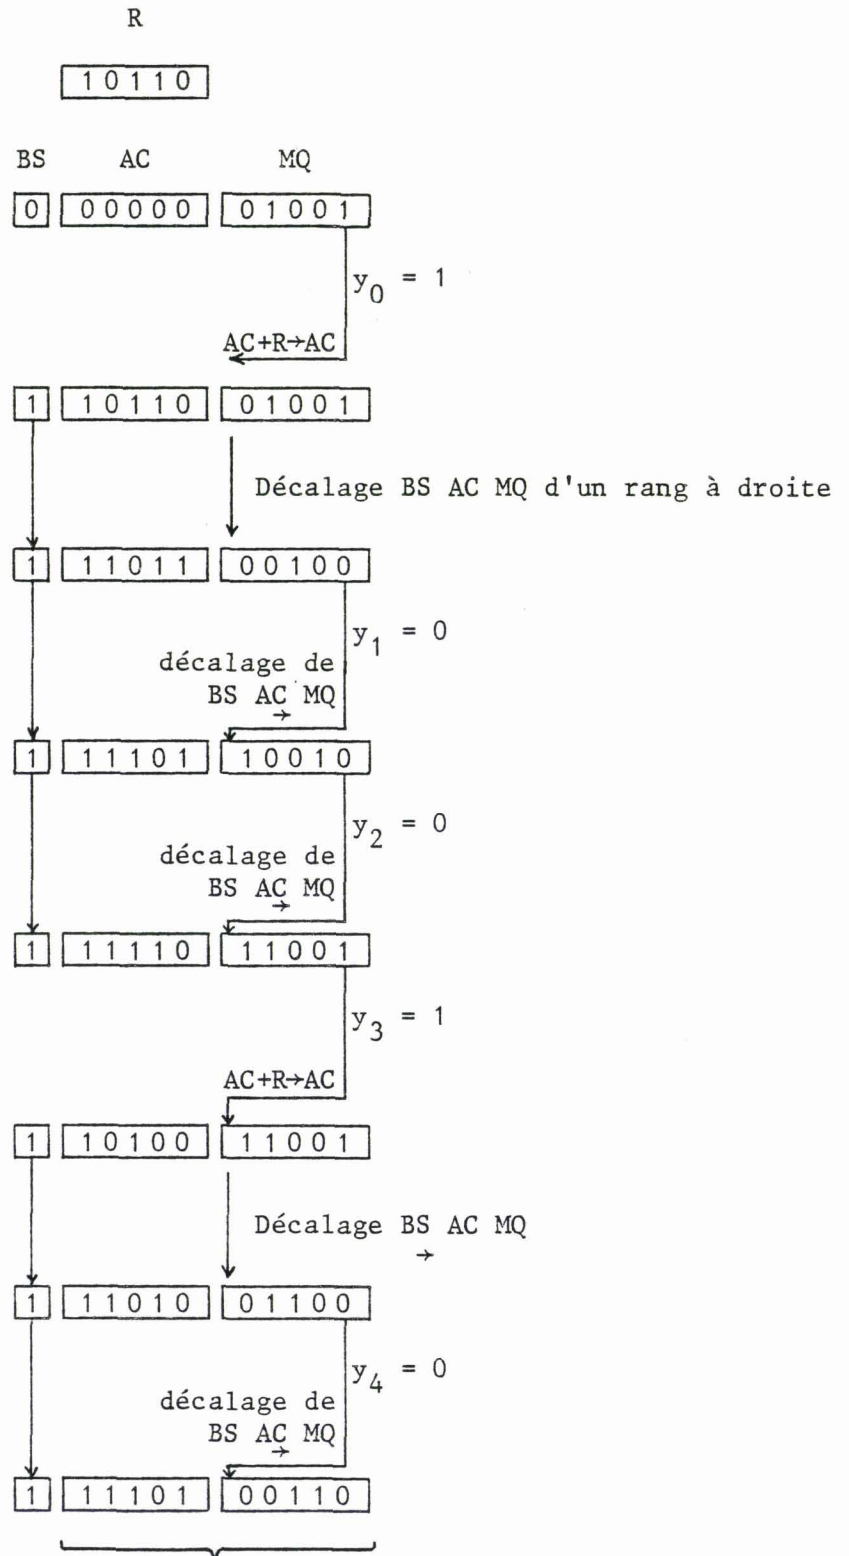 R
10110
BS AC MQ
0 00000 01001
y0 = 1
AC+R→AC
1 10110 01001
Décalage BS AC MQ d'un rang à droite
1 11011 00100
y1 = 0
décalage de
BS AC MQ
→
1 11101 10010
y2 = 0
décalage de
BS AC MQ
→
1 11110 11001
y3 = 1
AC+R→AC
1 10100 11001
Décalage BS AC MQ
→
1 11010 01100
y4 = 0
décalage de
BS AC MQ
→
1 11101 00110